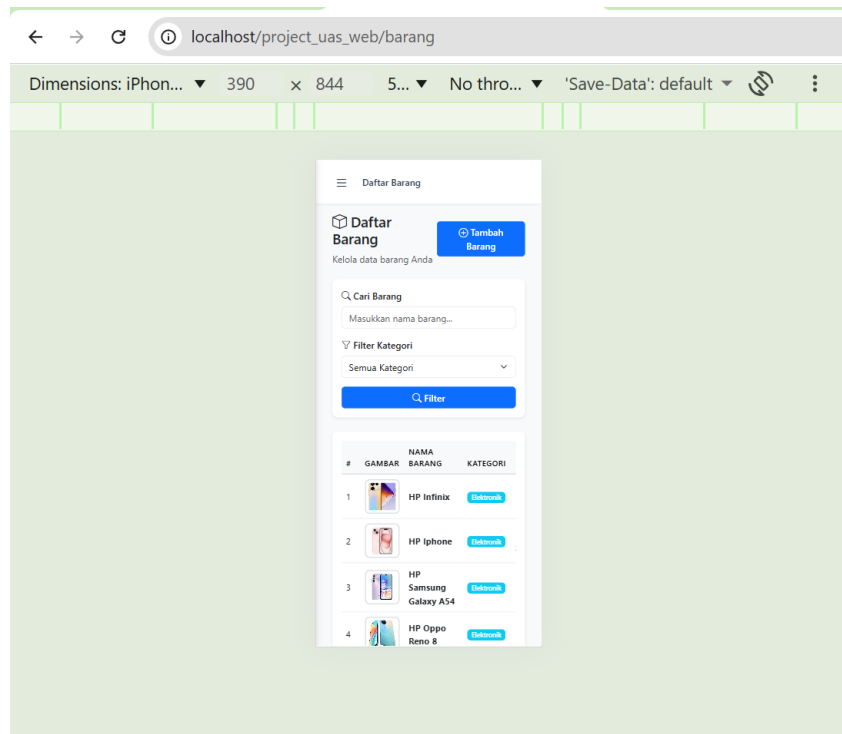 localhost/project_uas_web/barang
Dimensions: iPhon... 390 × 844 5... No thro... 'Save-Data': default
Daftar Barang
Daftar
Barang
Tambah
Barang
Kelola data barang Anda
Cari Barang
Masukkan nama barang...
Filter Kategori
Semua Kategori
Filter
# GAMBAR NAMA
BARANG KATEGORI
1 HP Infinix Elektronik
2 HP Iphone Elektronik
3 HP
Samsung
Galaxy A54 Elektronik
4 HP Oppo
Reno 8 Elektronik